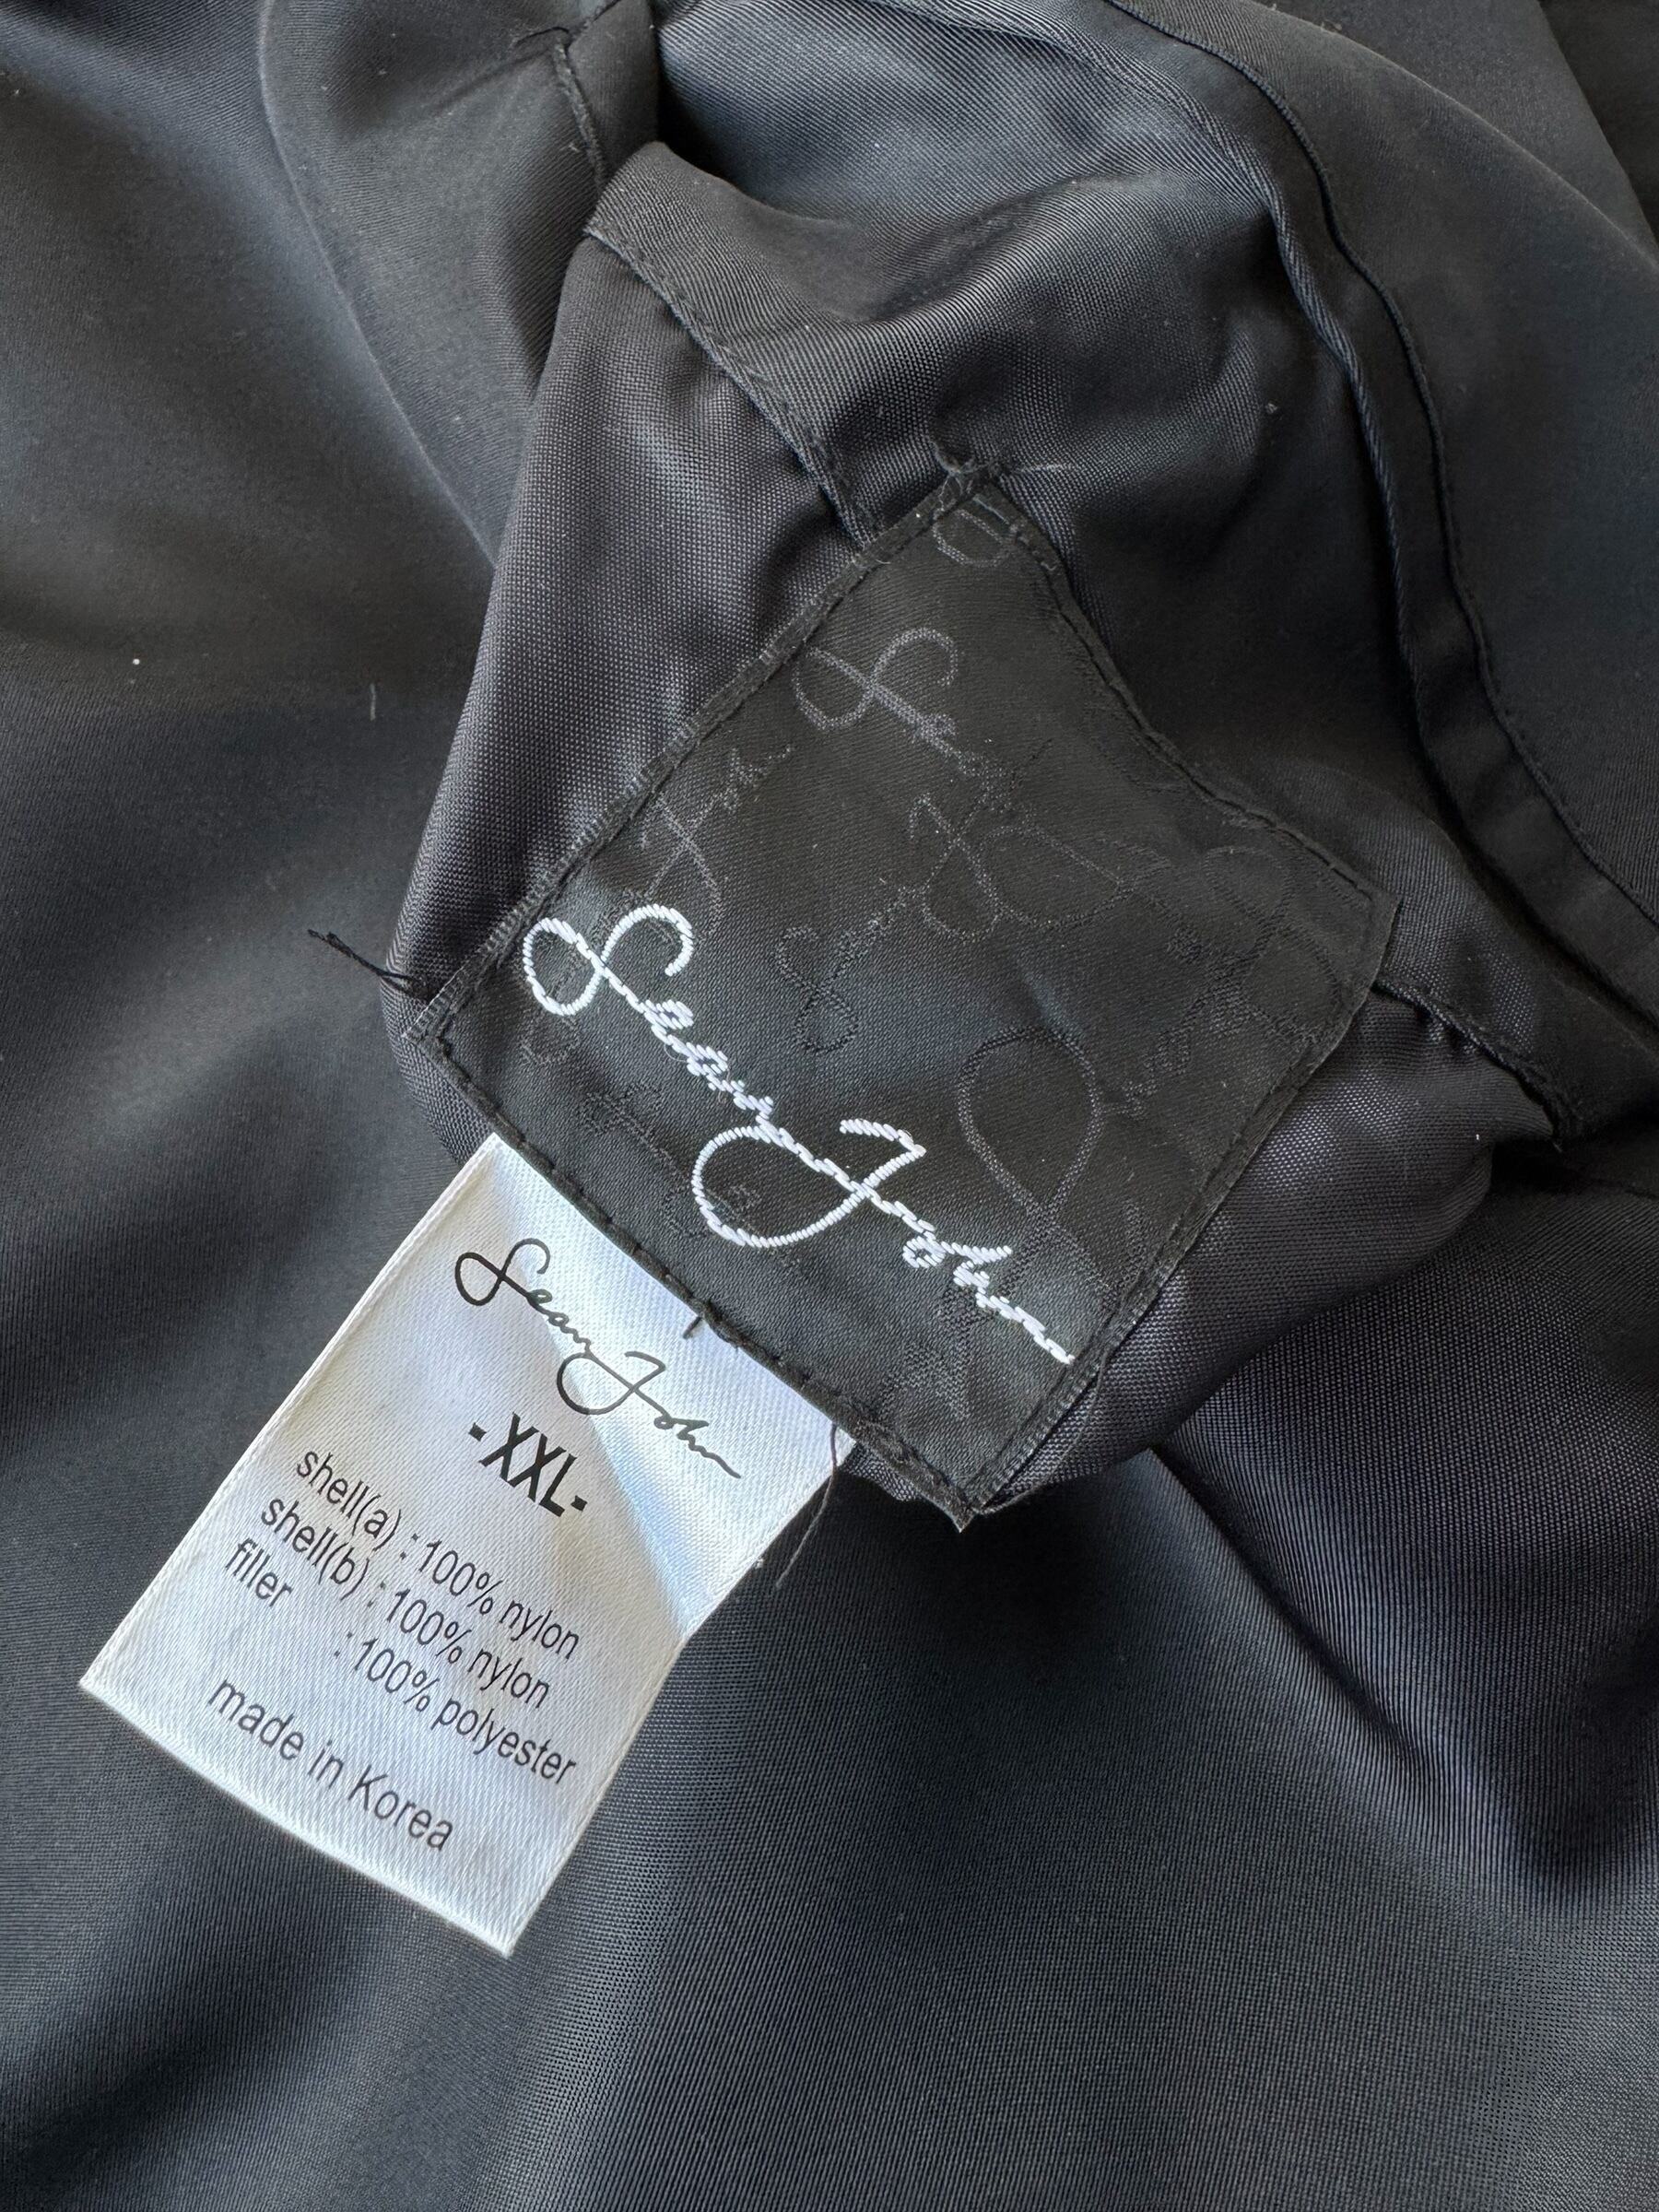 Sean John
Sean John
-XXL-
shell(a) : 100% nylon
shell(b) : 100% nylon
filler : 100% polyester
made in Korea